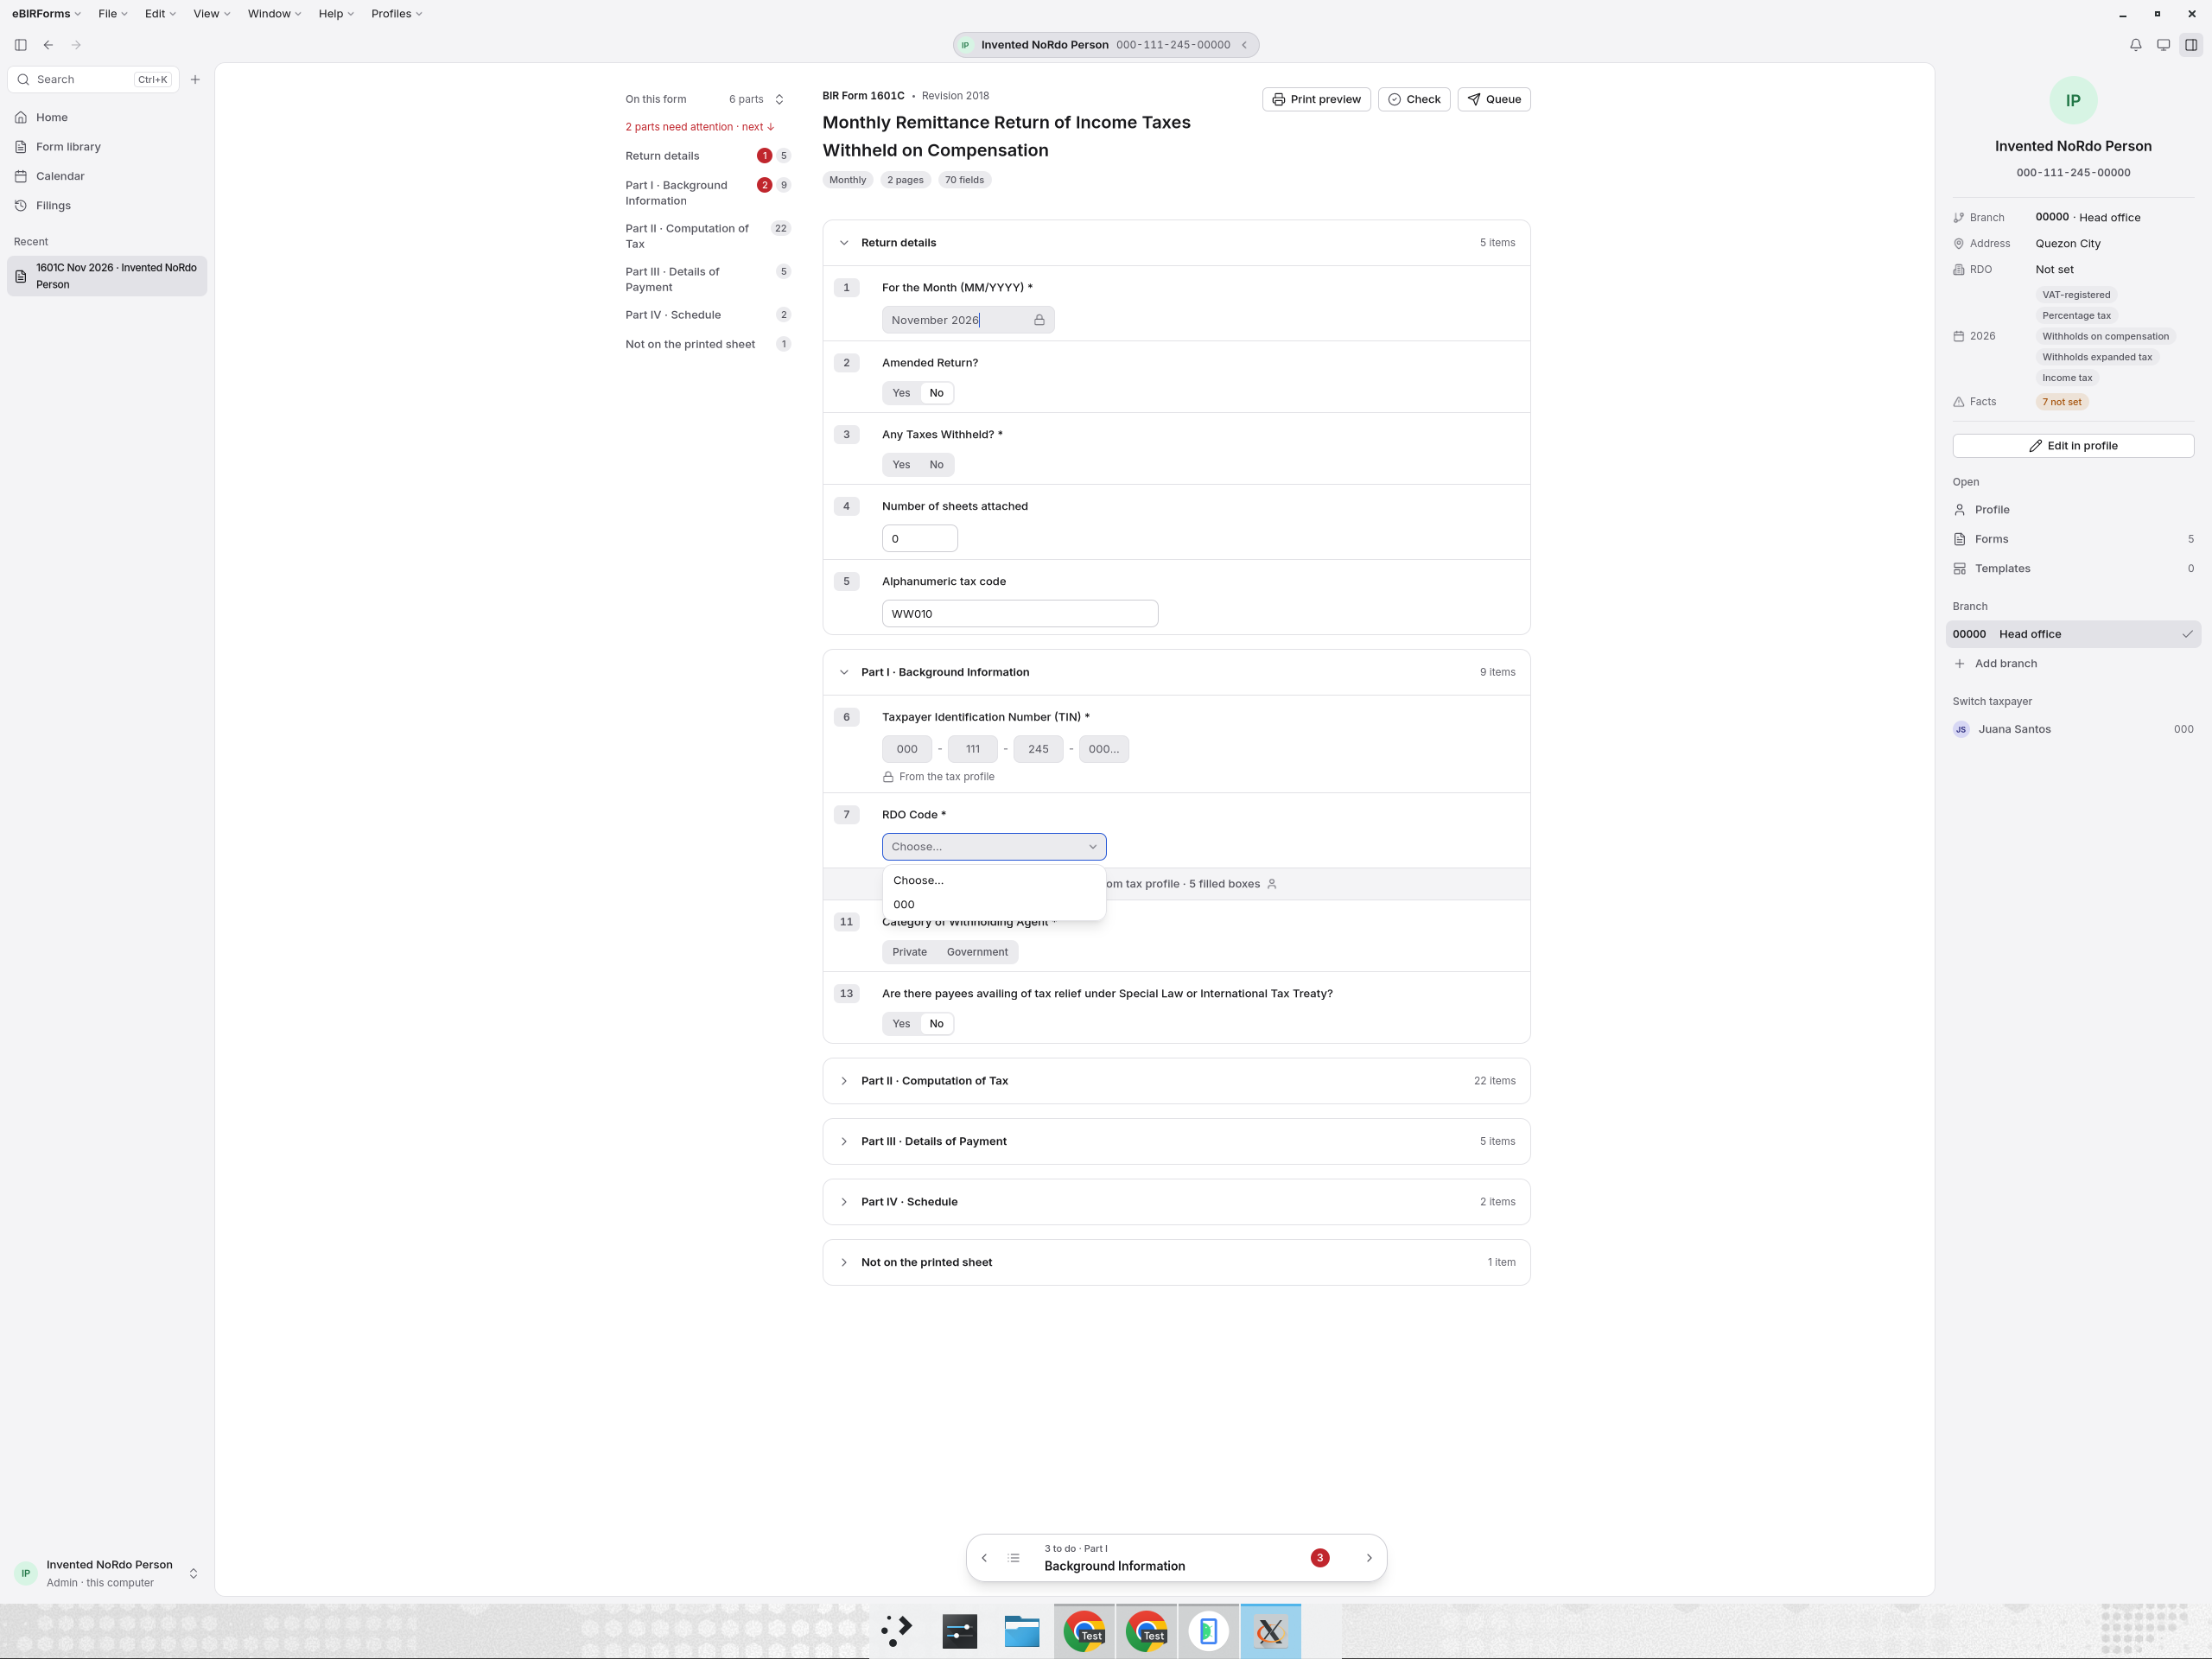 eBIRForms File Edit View Window Help Profiles
IP Invented NoRdo Person 000-111-245-00000
Search Ctrl+K
Home
Form library
Calendar
Filings
Recent
1601C Nov 2026 · Invented NoRdo
Person
On this form 6 parts
2 parts need attention · next ↓
Return details 1 5
Part I · Background
Information 2 9
Part II · Computation of
Tax 22
Part III · Details of
Payment 5
Part IV · Schedule 2
Not on the printed sheet 1
BIR Form 1601C • Revision 2018
Print preview Check Queue
Monthly Remittance Return of Income Taxes
Withheld on Compensation
Monthly 2 pages 70 fields
Return details 5 items
1 For the Month (MM/YYYY) *
November 2026
2 Amended Return?
Yes No
3 Any Taxes Withheld? *
Yes No
4 Number of sheets attached
0
5 Alphanumeric tax code
WW010
Part I · Background Information 9 items
6 Taxpayer Identification Number (TIN) *
000 - 111 - 245 - 000...
From the tax profile
7 RDO Code *
Choose...
Choose...
000
om tax profile · 5 filled boxes
11 Category of Withholding Agent *
Private Government
13 Are there payees availing of tax relief under Special Law or International Tax Treaty?
Yes No
Part II · Computation of Tax 22 items
Part III · Details of Payment 5 items
Part IV · Schedule 2 items
Not on the printed sheet 1 item
3 to do · Part I
Background Information 3
IP
Invented NoRdo Person
000-111-245-00000
Branch 00000 · Head office
Address Quezon City
RDO Not set
2026
VAT-registered
Percentage tax
Withholds on compensation
Withholds expanded tax
Income tax
Facts 7 not set
Edit in profile
Open
Profile
Forms 5
Templates 0
Branch
00000 Head office
Add branch
Switch taxpayer
JS Juana Santos 000
IP Invented NoRdo Person
Admin · this computer
Test Test